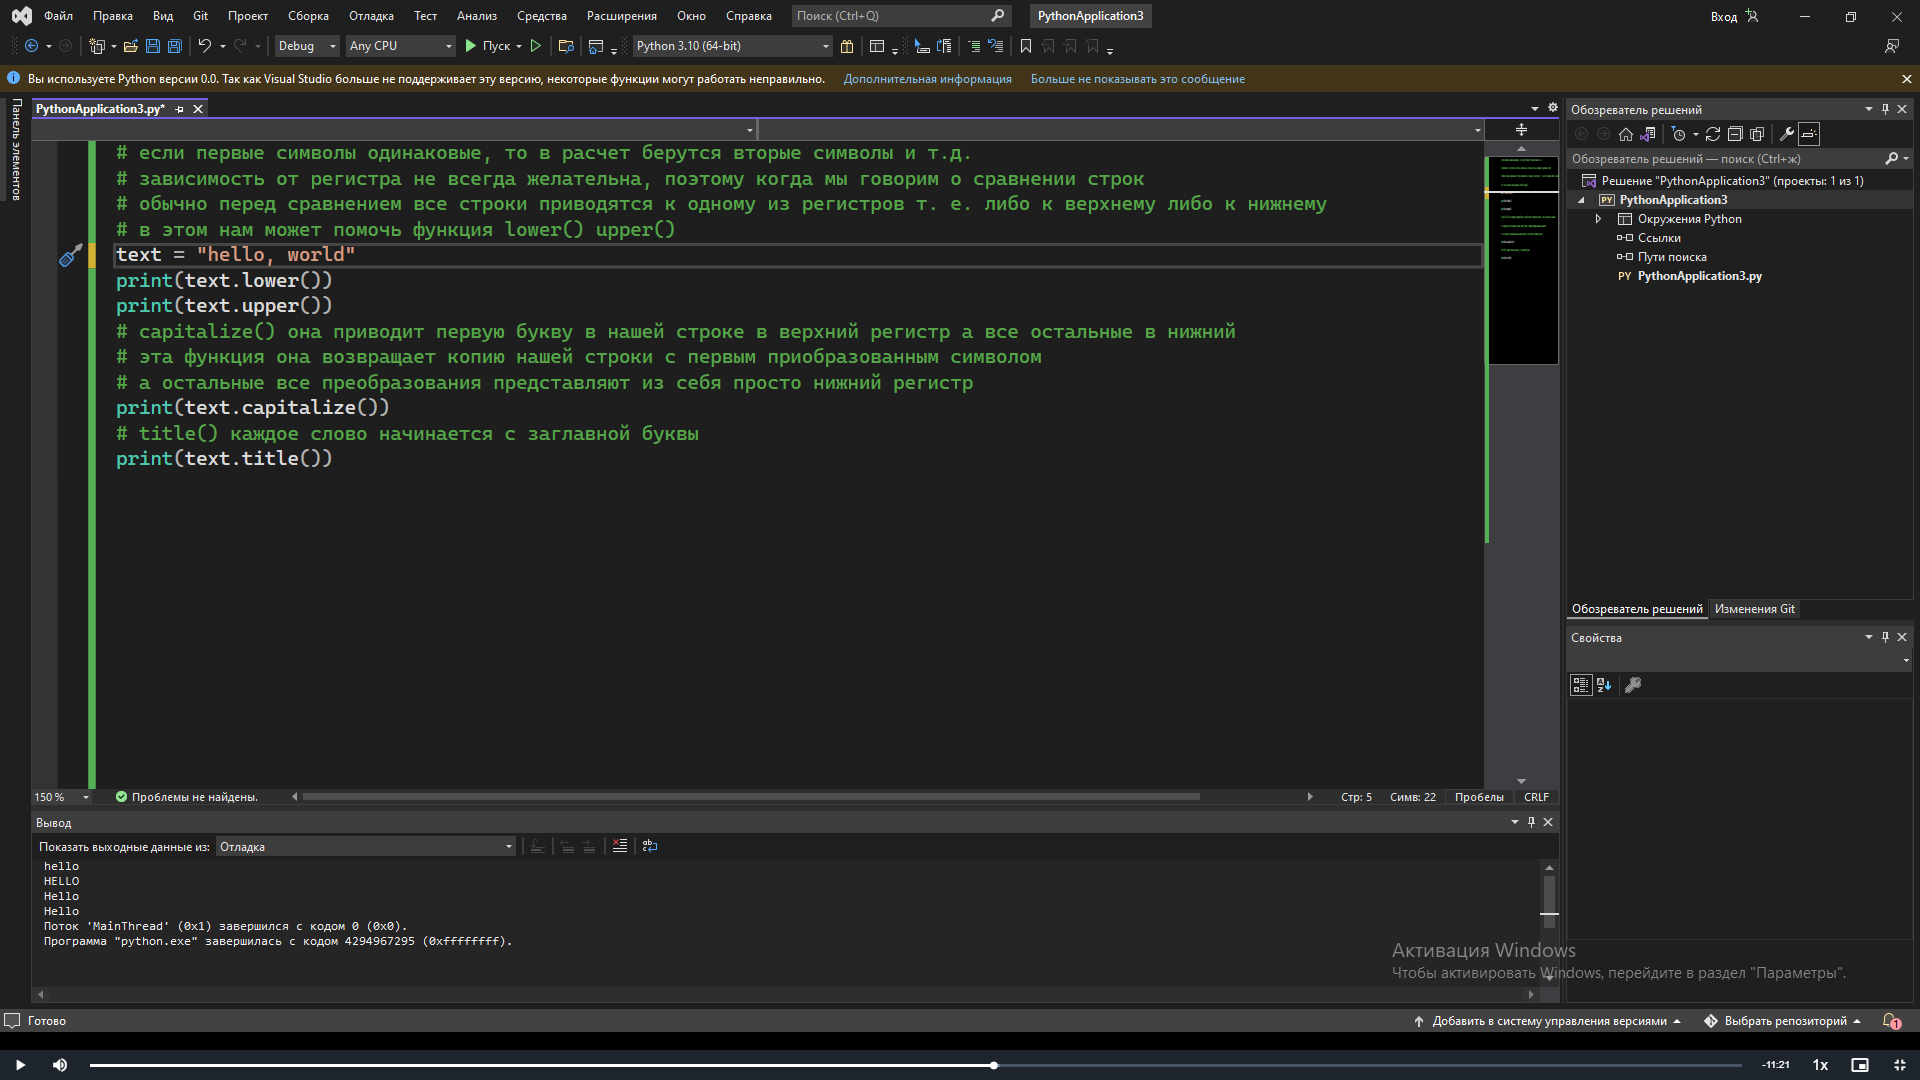 Файл Правка Вид Git Проект Сборка Отладка Тест Анализ Средства Расширения Окно Справка Поиск (Ctrl+Q) PythonApplication3 Вход
Debug Any CPU Пуск Python 3.10 (64-bit)
Вы используете Python версии 0.0. Так как Visual Studio больше не поддерживает эту версию, некоторые функции могут работать неправильно. Дополнительная информация Больше не показывать это сообщение
Панель элементов
PythonApplication3.py*
# если первые символы одинаковые, то в расчет берутся вторые символы и т.д.
# зависимость от регистра не всегда желательна, поэтому когда мы говорим о сравнении строк
# обычно перед сравнением все строки приводятся к одному из регистров т. е. либо к верхнему либо к нижнему
# в этом нам может помочь функция lower() upper()
text = "hello, world"
print(text.lower())
print(text.upper())
# capitalize() она приводит первую букву в нашей строке в верхний регистр а все остальные в нижний
# эта функция она возвращает копию нашей строки с первым приобразованным символом
# а остальные все преобразования представляют из себя просто нижний регистр
print(text.capitalize())
# title() каждое слово начинается с заглавной буквы
print(text.title())
150 % Проблемы не найдены. Стр: 5 Симв: 22 Пробелы CRLF
Вывод
Показать выходные данные из: Отладка
hello
HELLO
Hello
Hello
Поток 'MainThread' (0x1) завершился с кодом 0 (0x0).
Программа "python.exe" завершилась с кодом 4294967295 (0xffffffff).
Обозреватель решений
Обозреватель решений — поиск (Ctrl+ж)
Решение "PythonApplication3" (проекты: 1 из 1)
PY PythonApplication3
Окружения Python
Ссылки
Пути поиска
PY PythonApplication3.py
Обозреватель решений Изменения Git
Свойства
Активация Windows
Чтобы активировать Windows, перейдите в раздел "Параметры".
Готово Добавить в систему управления версиями Выбрать репозиторий 1
-11:21 1x